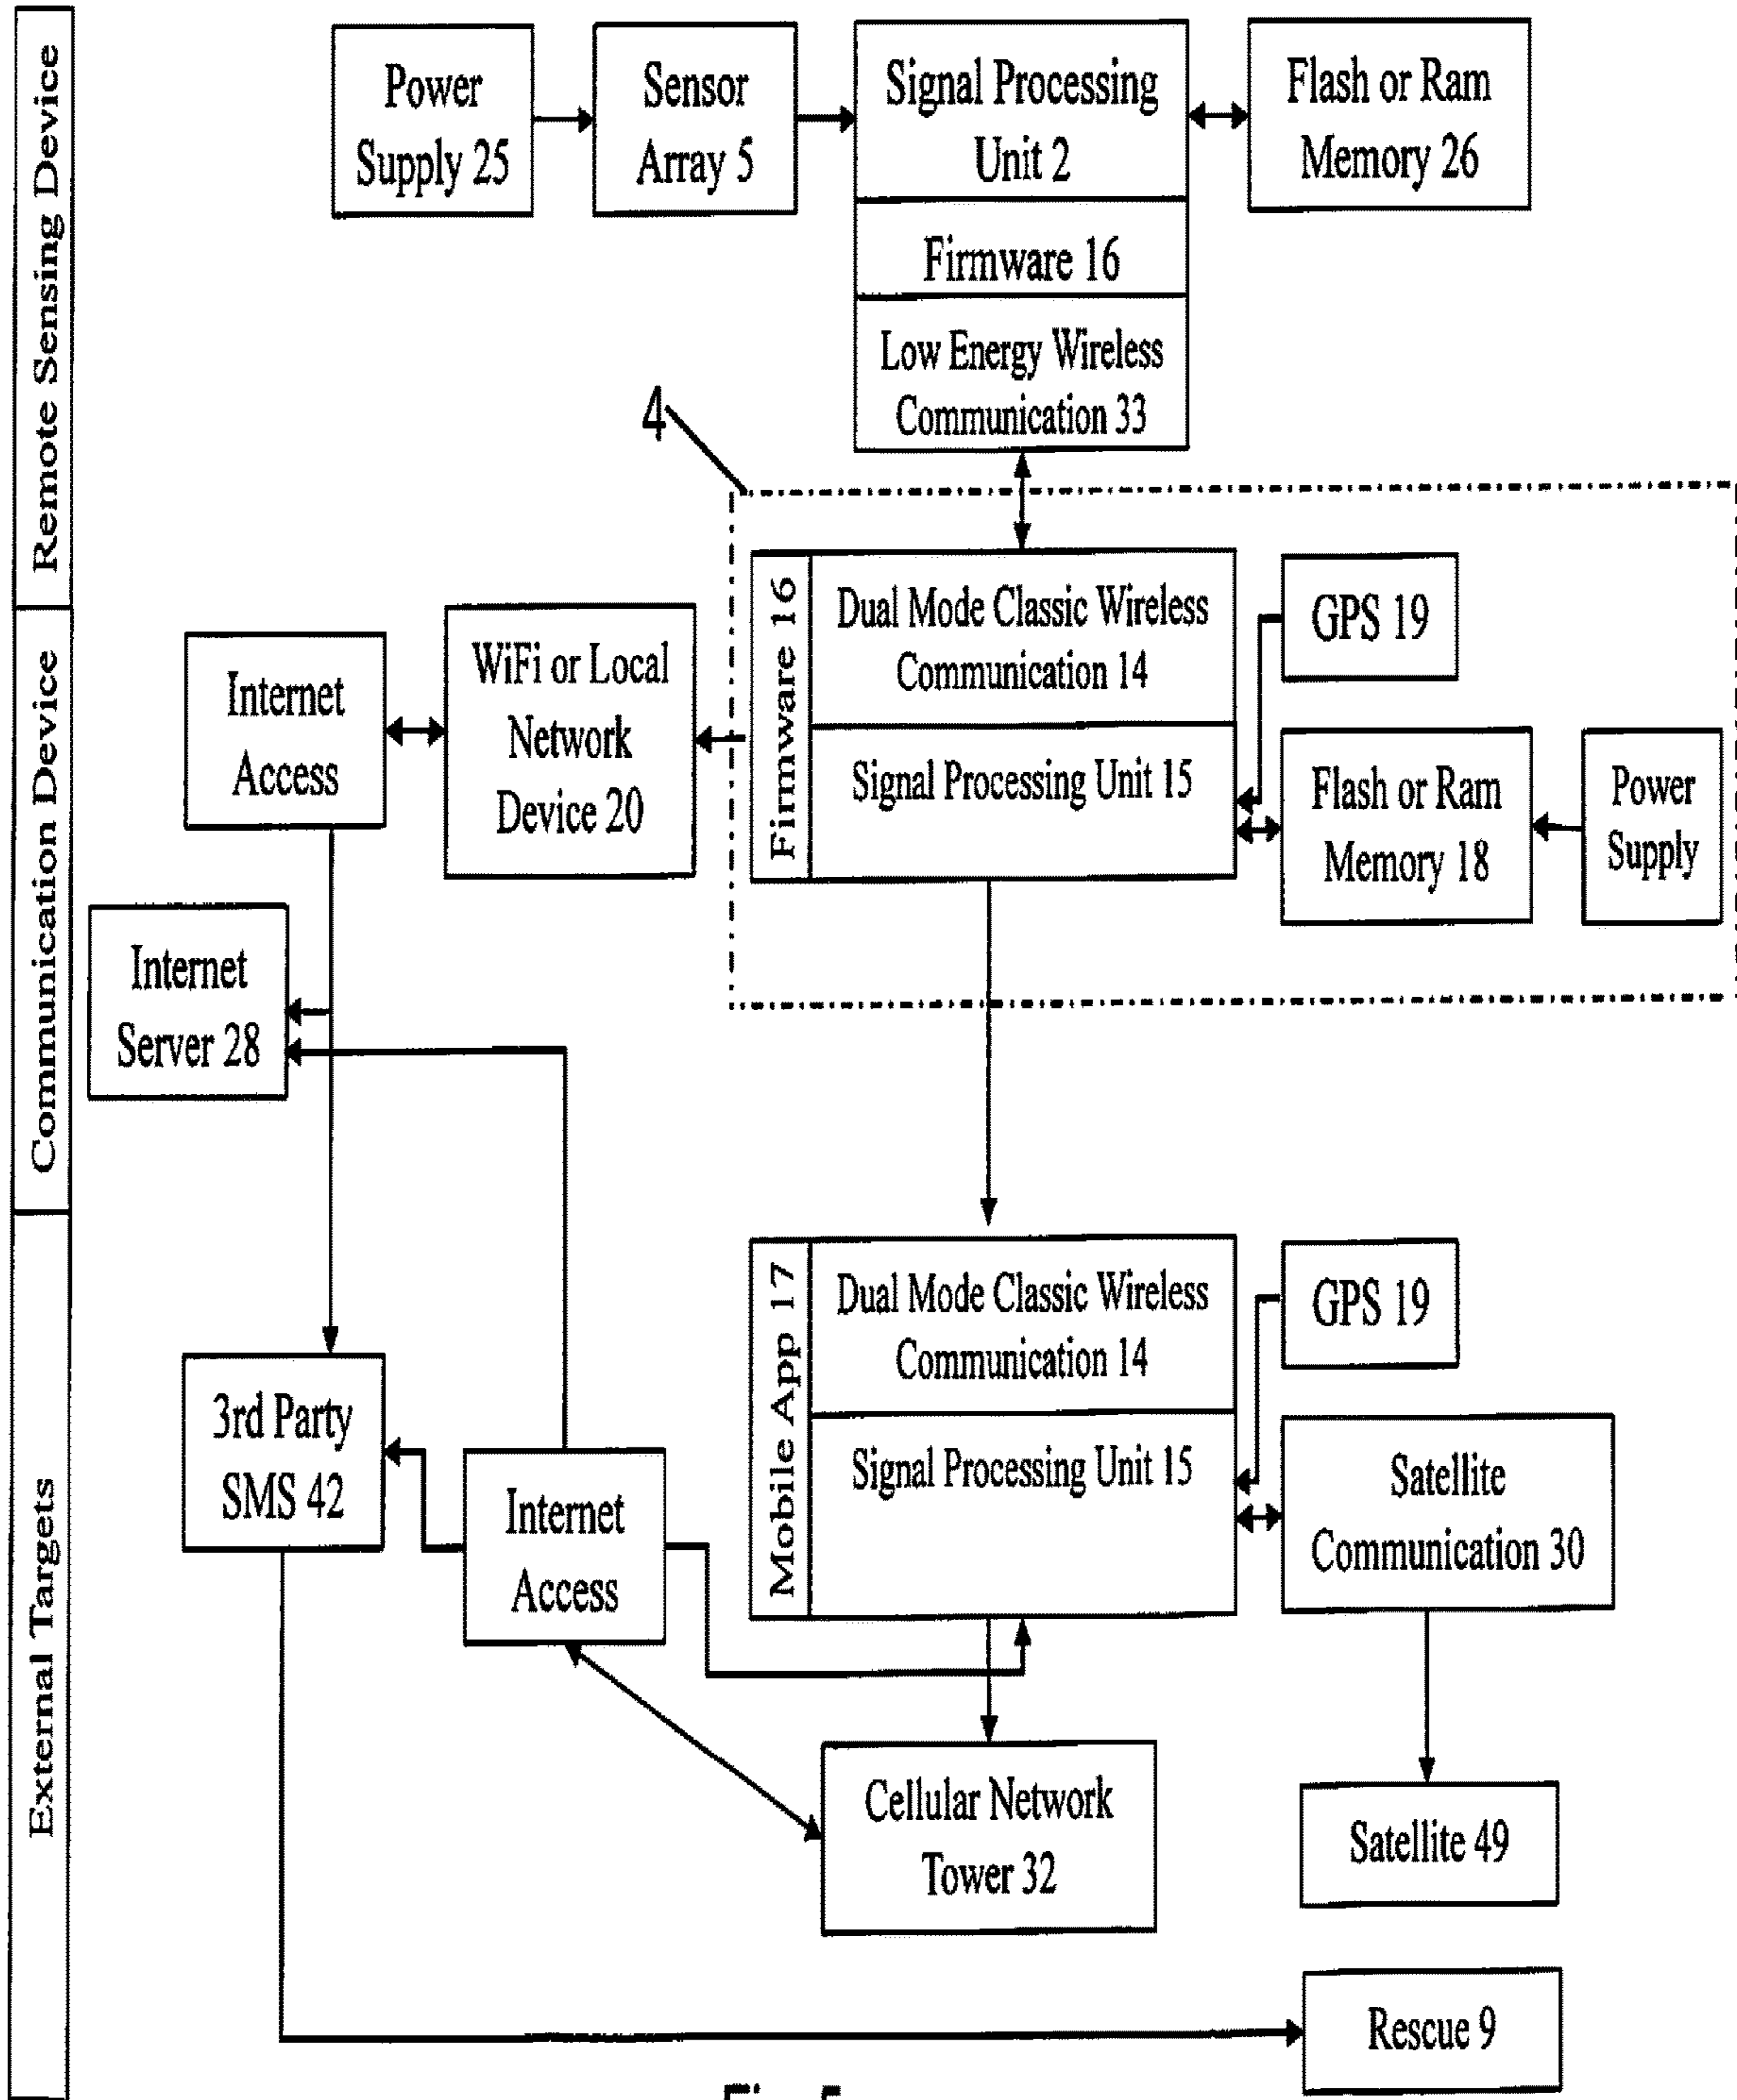 Remote Sensing Device
Power
Supply 25
Sensor
Array 5
Signal Processing
Unit 2
Firmware 16
Low Energy Wireless
Communication 33
Flash or Ram
Memory 26
4
Communication Device
Internet
Access
WiFi or Local
Network
Device 20
Firmware 16
Dual Mode Classic Wireless
Communication 14
Signal Processing Unit 15
GPS 19
Flash or Ram
Memory 18
Power
Supply
Internet
Server 28
External Targets
3rd Party
SMS 42
Internet
Access
Mobile App 17
Dual Mode Classic Wireless
Communication 14
Signal Processing Unit 15
GPS 19
Satellite
Communication 30
Cellular Network
Tower 32
Satellite 49
Rescue 9